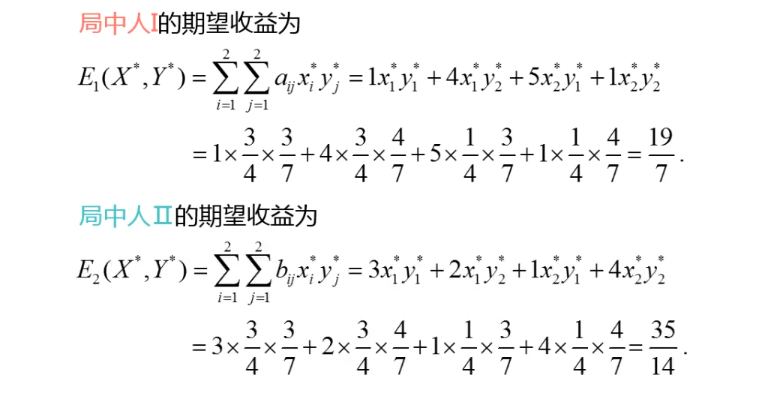 局中人Ⅰ的期望收益为
$E_1(X^*,Y^*)=\sum_{i=1}^{2}\sum_{j=1}^{2}a_{ij}x_i^*y_j^*=1x_1^*y_1^*+4x_1^*y_2^*+5x_2^*y_1^*+1x_2^*y_2^*$
$=1\times\frac{3}{4}\times\frac{3}{7}+4\times\frac{3}{4}\times\frac{4}{7}+5\times\frac{1}{4}\times\frac{3}{7}+1\times\frac{1}{4}\times\frac{4}{7}=\frac{19}{7}.$
局中人Ⅱ的期望收益为
$E_2(X^*,Y^*)=\sum_{i=1}^{2}\sum_{j=1}^{2}b_{ij}x_i^*y_j^*=3x_1^*y_1^*+2x_1^*y_2^*+1x_2^*y_1^*+4x_2^*y_2^*$
$=3\times\frac{3}{4}\times\frac{3}{7}+2\times\frac{3}{4}\times\frac{4}{7}+1\times\frac{1}{4}\times\frac{3}{7}+4\times\frac{1}{4}\times\frac{4}{7}=\frac{35}{14}.$